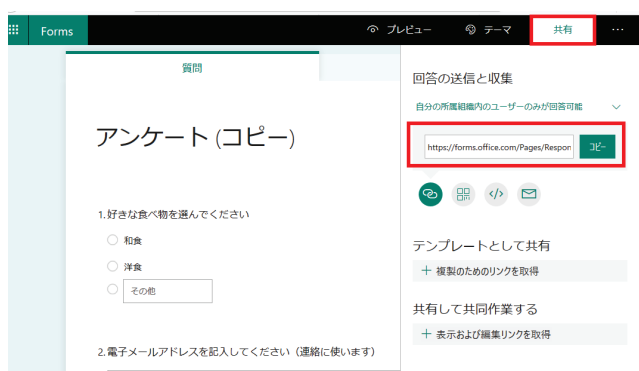 Forms
プレビュー
テーマ
共有
...
質問
アンケート (コピー)
1.好きな食べ物を選んでください
和食
洋食
その他
2.電子メールアドレスを記入してください（連絡に使います）
回答の送信と収集
自分の所属組織内のユーザーのみが回答可能
https://forms.office.com/Pages/Respon
コピー
</>
テンプレートとして共有
+ 複製のためのリンクを取得
共有して共同作業する
+ 表示および編集リンクを取得